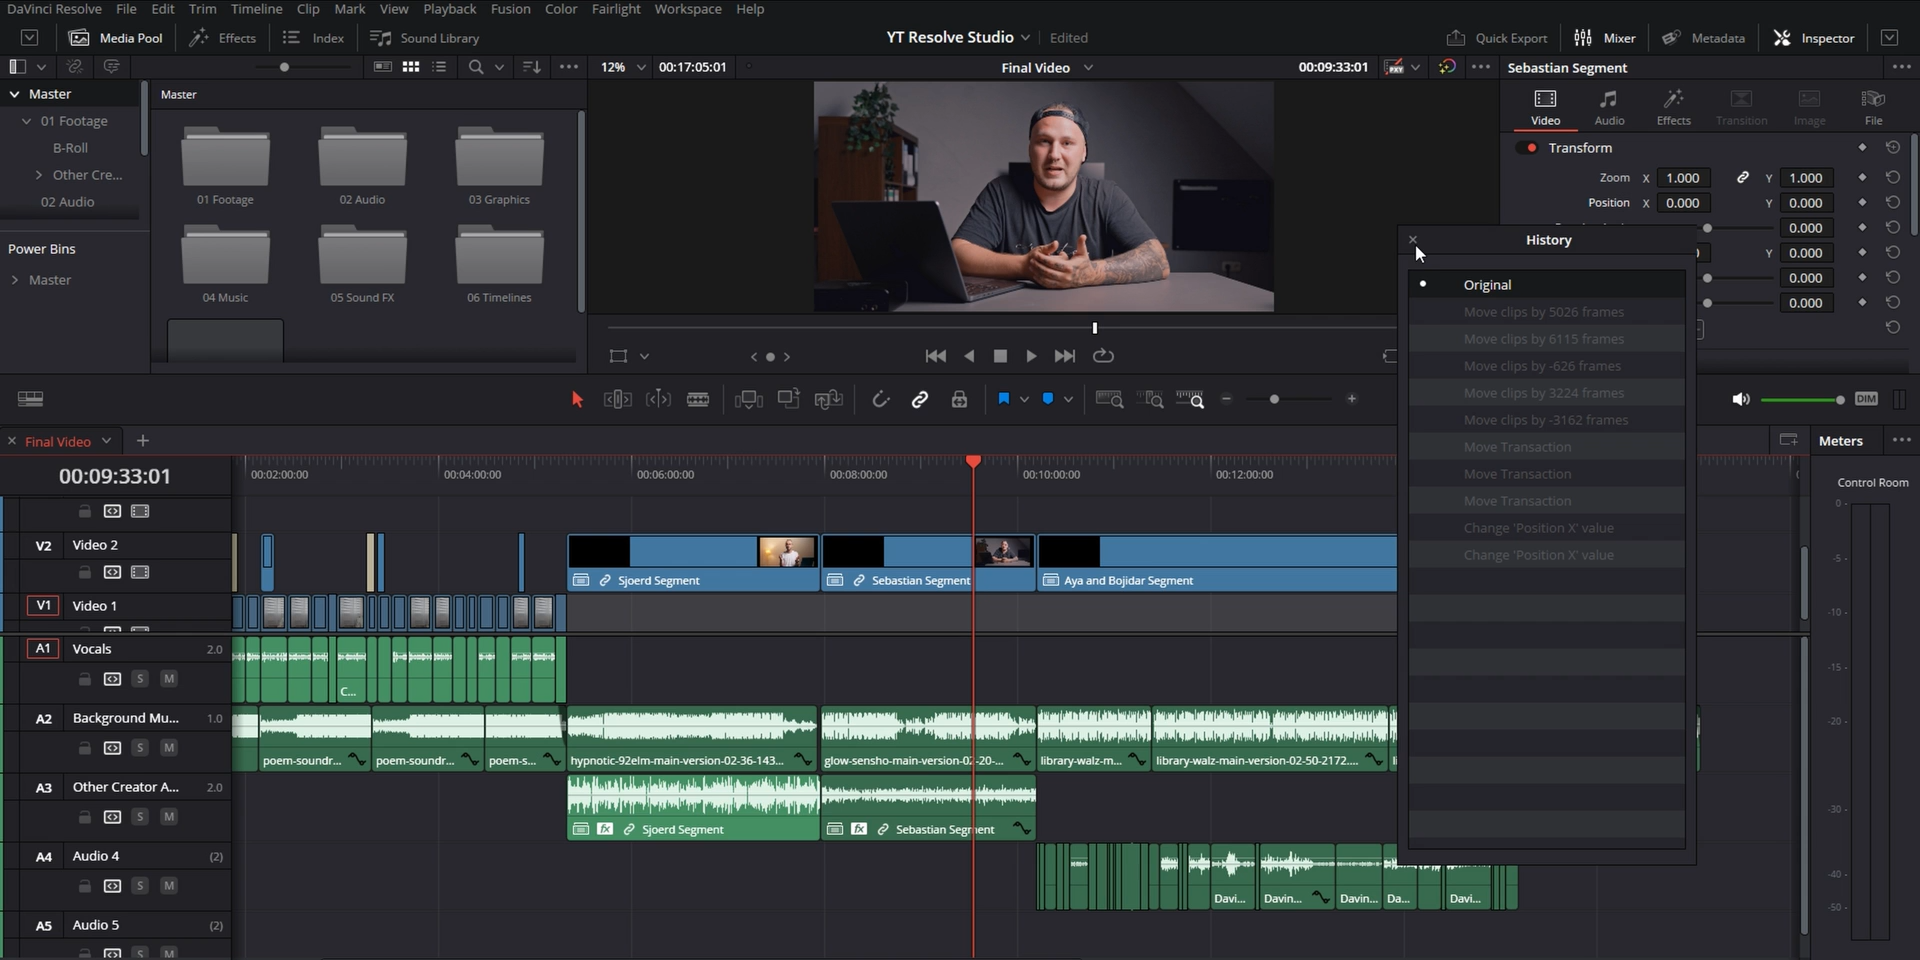 DaVinci Resolve File Edit Trim Timeline Clip Mark View Playback Fusion Color Fairlight Workspace Help
Media Pool Effects Index Sound Library YT Resolve Studio Edited Quick Export Mixer Metadata Inspector
12% 00:17:05:01 Final Video 00:09:33:01 Sebastian Segment
Master
Master
01 Footage
B-Roll
Other Cre...
02 Audio
Power Bins
Master
01 Footage 02 Audio 03 Graphics
04 Music 05 Sound FX 06 Timelines
Video Audio Effects Transition Image File
Transform
Zoom X 1.000 Y 1.000
Position X 0.000 Y 0.000
0.000
Y 0.000
0.000
0.000
History
Original
Move clips by 5026 frames
Move clips by 6115 frames
Move clips by -626 frames
Move clips by 3224 frames
Move clips by -3162 frames
Move Transaction
Move Transaction
Move Transaction
Change 'Position X' value
Change 'Position X' value
DIM
Final Video
Meters
00:09:33:01
00:02:00:00 00:04:00:00 00:06:00:00 00:08:00:00 00:10:00:00 00:12:00:00
Control Room
0-
-5-
-10-
-15-
-20-
-30-
-40-
-50-
V2 Video 2
Sjoerd Segment Sebastian Segment Aya and Bojidar Segment
V1 Video 1
A1 Vocals 2.0
S M
C...
A2 Background Mu... 1.0
S M
poem-soundr... poem-soundr... poem-s... hypnotic-92elm-main-version-02-36-143... glow-sensho-main-version-02-20-... library-walz-m... library-walz-main-version-02-50-2172....
A3 Other Creator A... 2.0
S M
fx Sjoerd Segment fx Sebastian Segment
A4 Audio 4 (2)
S M
Davi... Davin... Davin... Da... Davi...
A5 Audio 5 (2)
S M